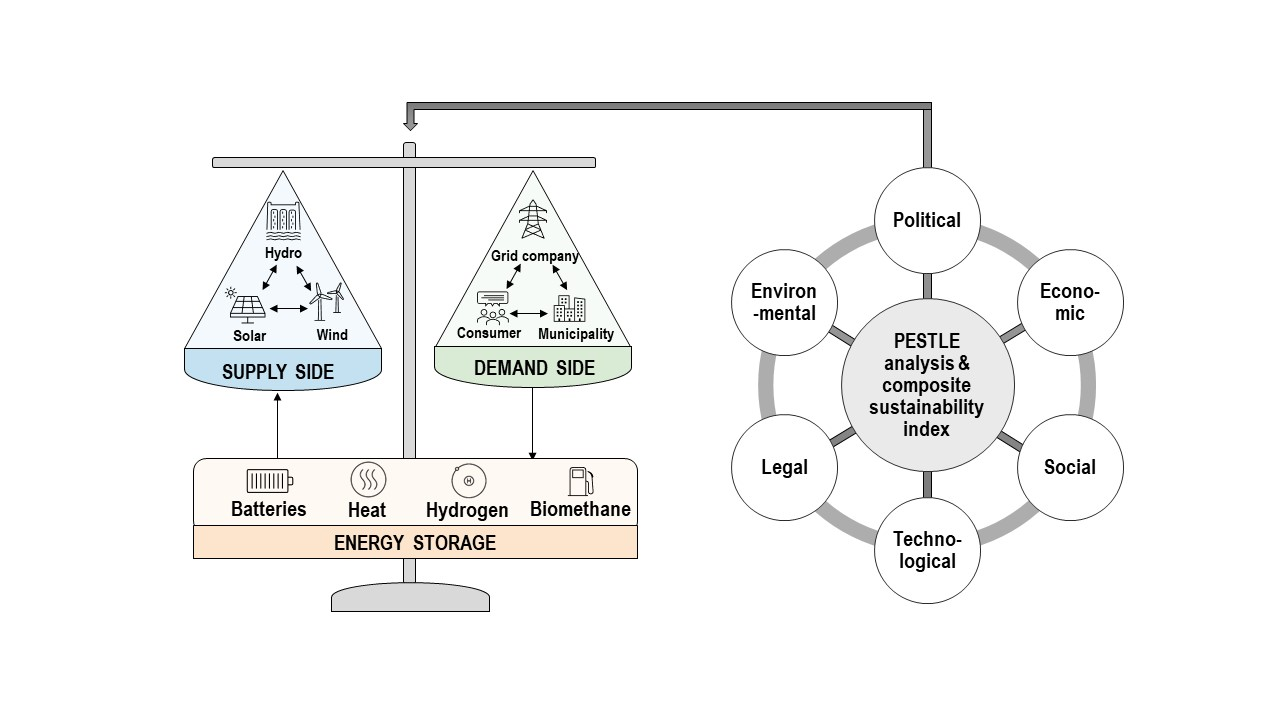 Hydro
Solar
Wind
SUPPLY SIDE
Grid company
Consumer
Municipality
DEMAND SIDE
Batteries
Heat
H
Hydrogen
Biomethane
ENERGY STORAGE
Political
Econo-
mic
Social
Techno-
logical
Legal
Environ
-mental
PESTLE
analysis &
composite
sustainability
index